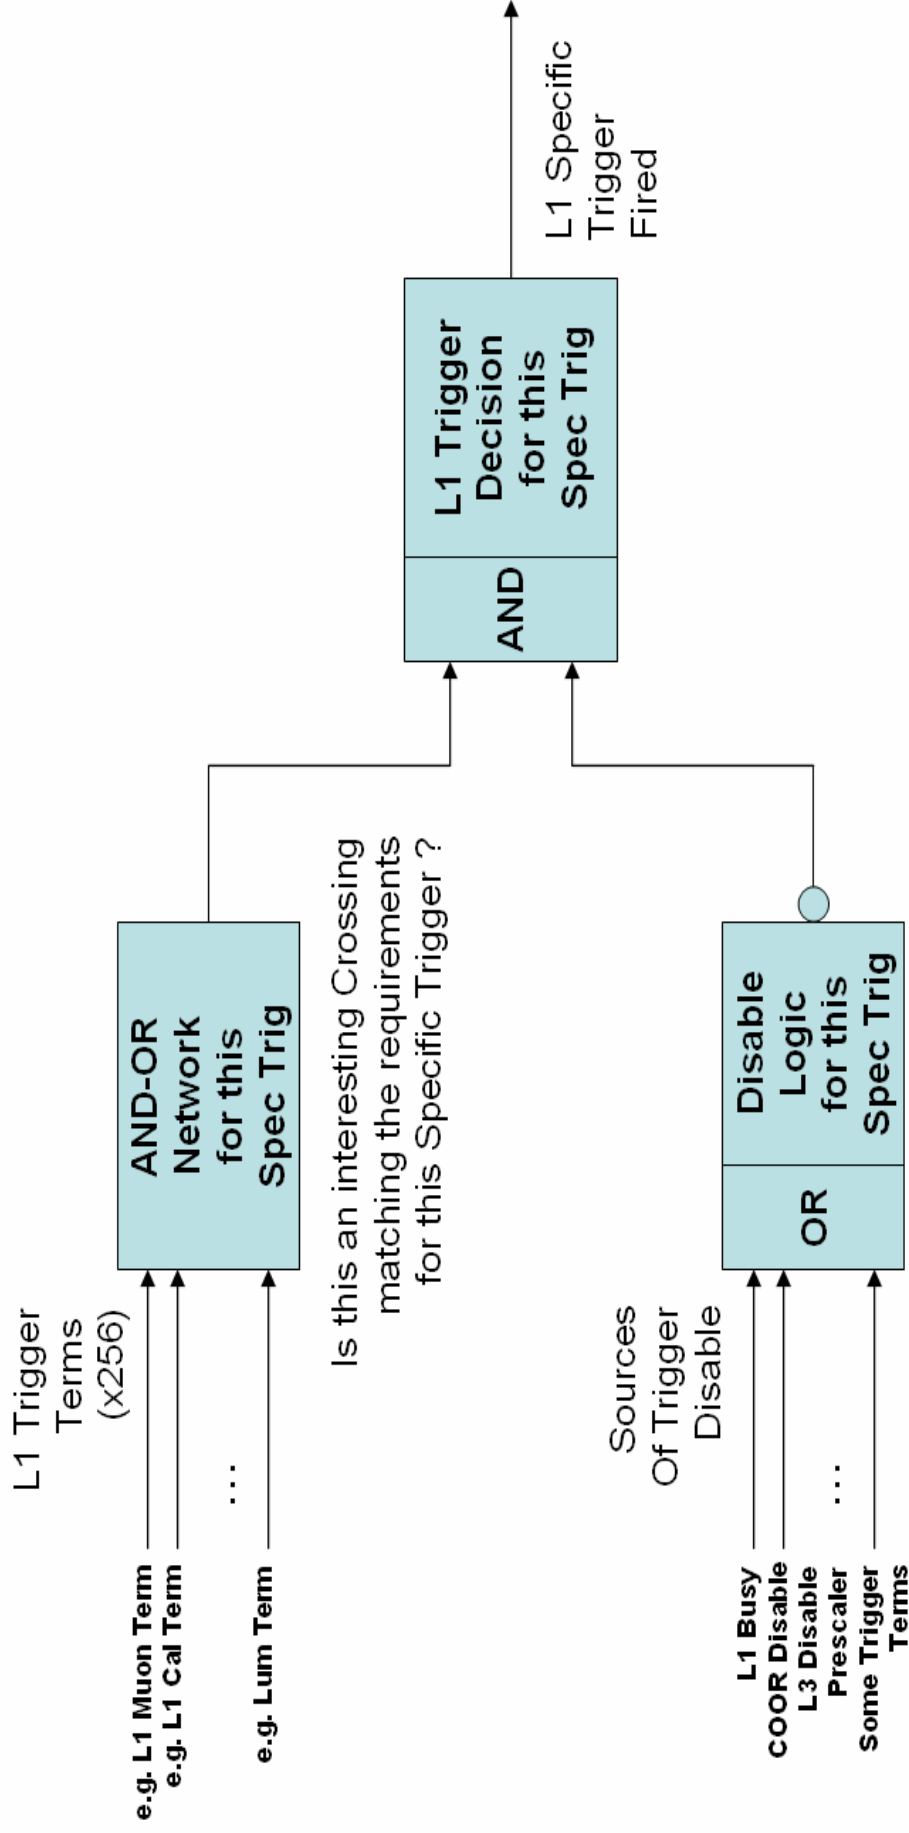 L1 Trigger
Terms
(x256)
e.g. L1 Muon Term
e.g. L1 Cal Term
...
e.g. Lum Term
AND-OR
Network
for this
Spec Trig
Is this an interesting Crossing
matching the requirements
for this Specific Trigger ?
Sources
Of Trigger
Disable
L1 Busy
COOR Disable
L3 Disable
Prescaler
...
Some Trigger
Terms
OR
Disable
Logic
for this
Spec Trig
AND
L1 Trigger
Decision
for this
Spec Trig
L1 Specific
Trigger
Fired